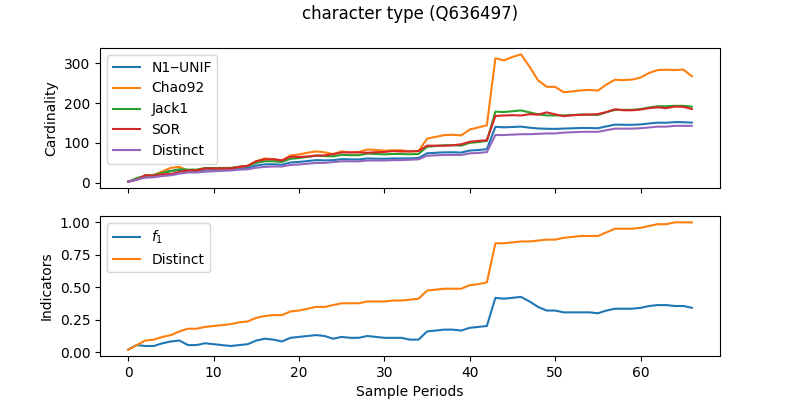 character type (Q636497)
Cardinality
300
200
100
0
N1−UNIF
Chao92
Jack1
SOR
Distinct
Indicators
1.00
0.75
0.50
0.25
0.00
f1
Distinct
0 10 20 30 40 50 60
Sample Periods